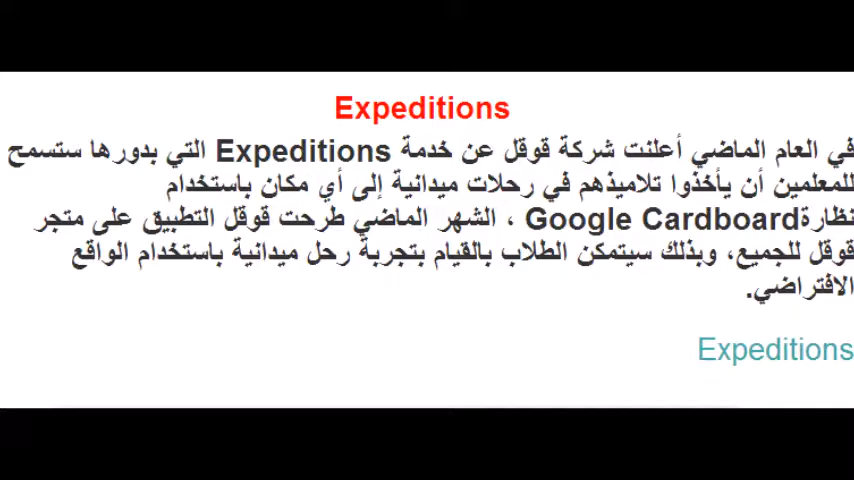 Expeditions
في العام الماضي أعلنت شركة قوقل عن خدمة Expeditions التي بدورها ستسمح
للمعلمين أن يأخذوا تلاميذهم في رحلات ميدانية إلى أي مكان باستخدام
نظارةGoogle Cardboard ، الشهر الماضي طرحت قوقل التطبيق على متجر
قوقل للجميع، وبذلك سيتمكن الطلاب بالقيام بتجربة رحل ميدانية باستخدام الواقع
الافتراضي.
Expeditions